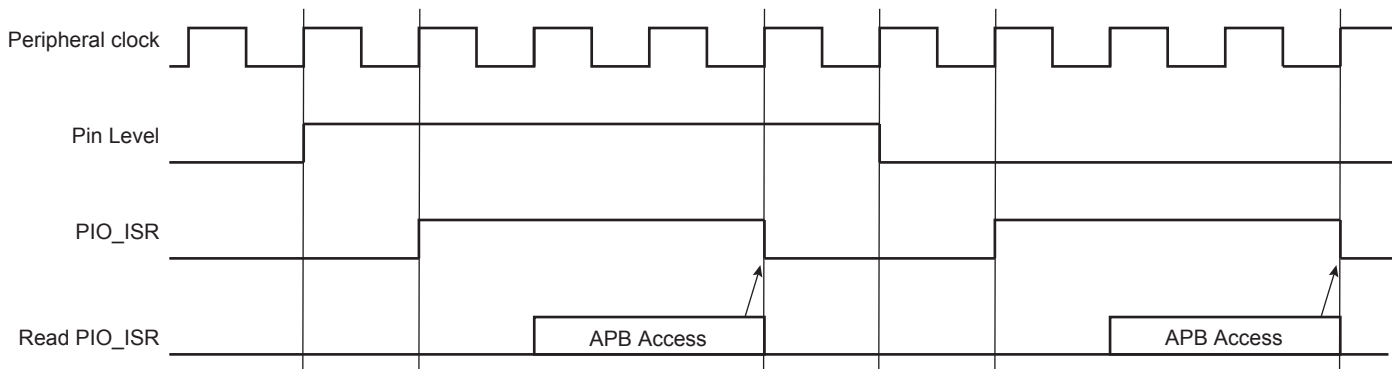 Peripheral clock
Pin Level
PIO_ISR
Read PIO_ISR
APB Access
APB Access